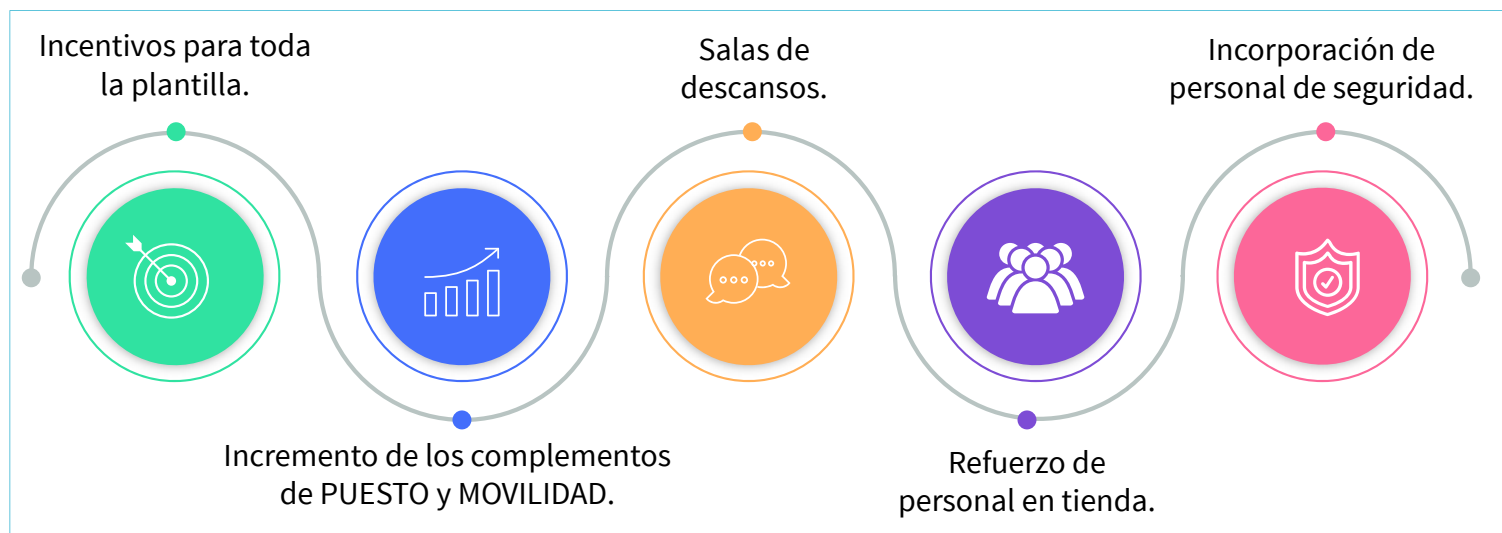 Incentivos para toda
la plantilla.
Incremento de los complementos
de PUESTO y MOVILIDAD.
Salas de
descansos.
Refuerzo de
personal en tienda.
Incorporación de
personal de seguridad.